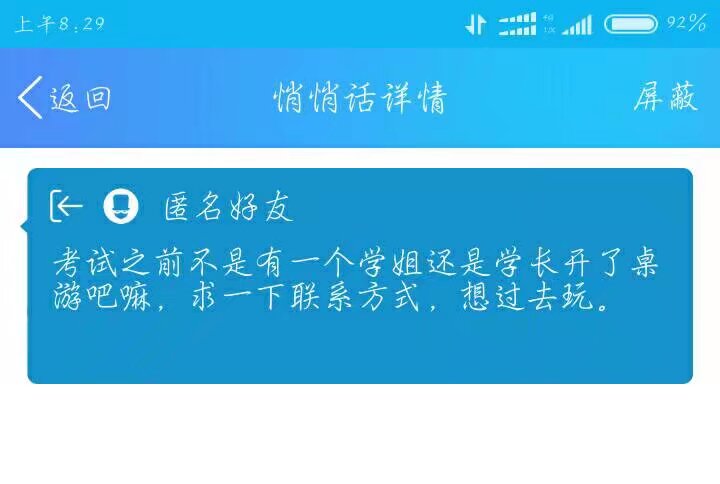 上午8:29 4G 1X 92%
返回 悄悄话详情 屏蔽
匿名好友
考试之前不是有一个学姐还是学长开了桌
游吧嘛，求一下联系方式，想过去玩。